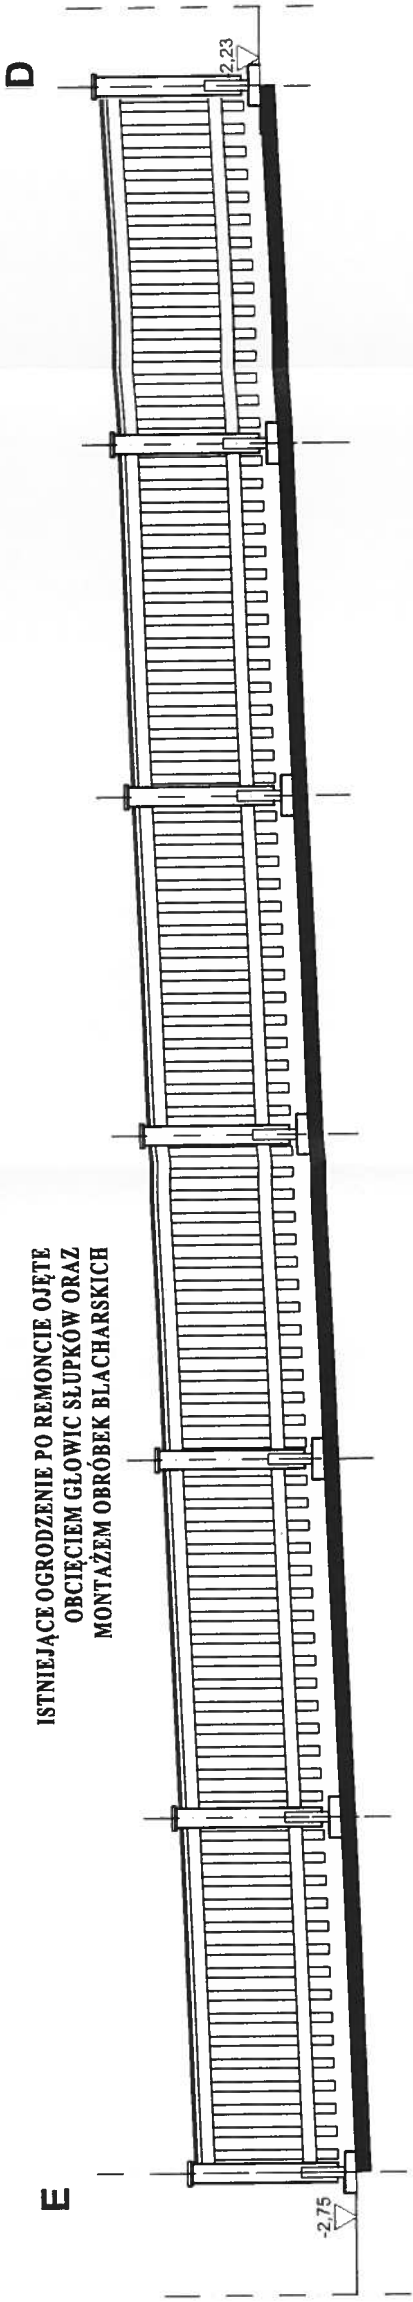 E
D
ISTNIEJĄCE OGRODZENIE PO REMONCIE OJĘTE
OBCIĘCIEM GŁOWIC SŁUPKÓW ORAZ
MONTAŻEM OBRÓBEK BLACHARSKICH
-2,75
-2,23